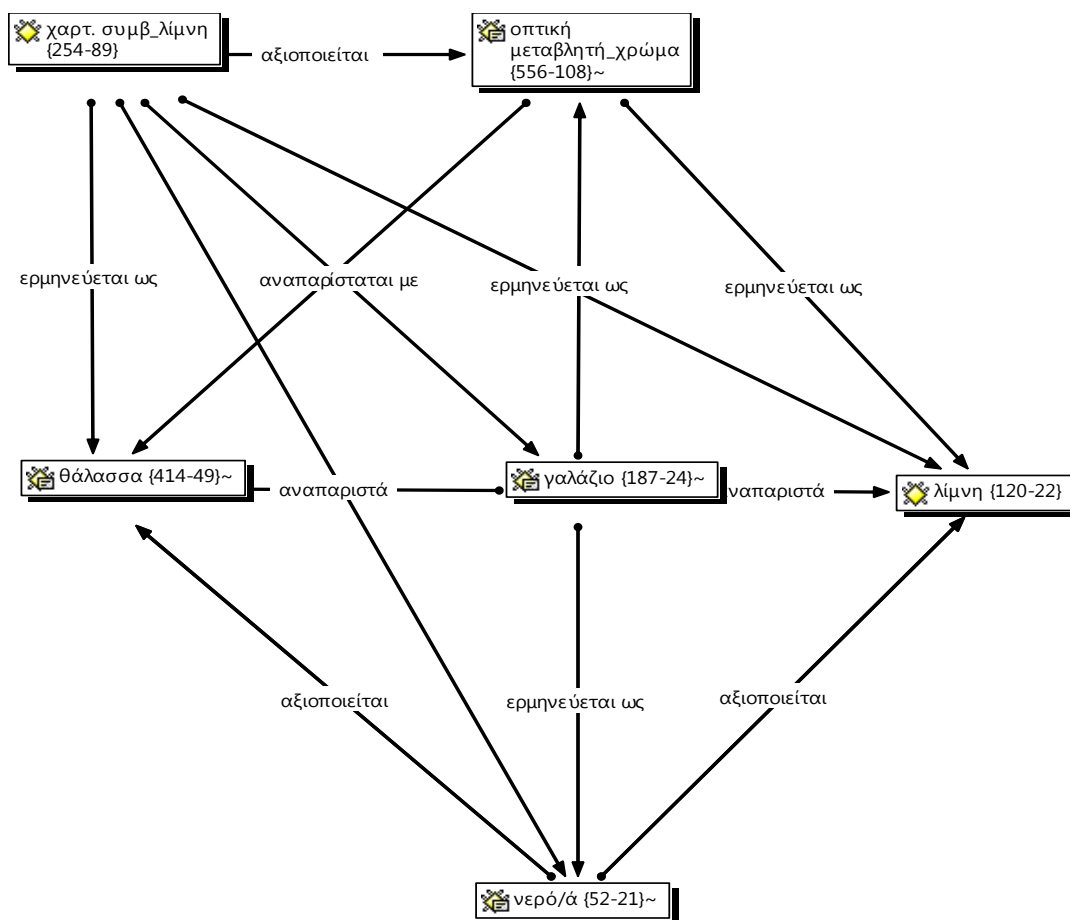 χαρτ. συμβ_λίμνη
{254-89}
αξιοποιείται
οπτική
μεταβλητή_χρώμα
{556-108}~
ερμηνεύεται ως
αναπαρίσταται με
ερμηνεύεται ως
ερμηνεύεται ως
θάλασσα {414-49}~
αναπαριστά
γαλάζιο {187-24}~
ναπαριστά
λίμνη {120-22}
αξιοποιείται
ερμηνεύεται ως
αξιοποιείται
νερό/ά {52-21}~